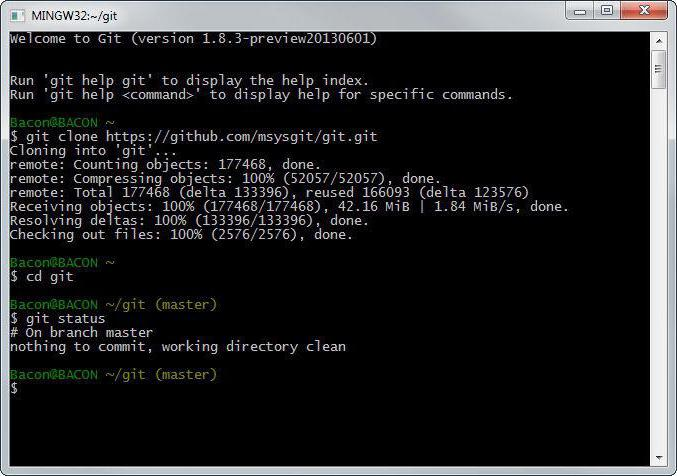 MINGW32:~/git
Welcome to Git (version 1.8.3-preview20130601)
Run 'git help git' to display the help index.
Run 'git help <command>' to display help for specific commands.
Bacon@BACON ~
$ git clone https://github.com/msysgit/git.git
Cloning into 'git'...
remote: Counting objects: 177468, done.
remote: Compressing objects: 100% (52057/52057), done.
remote: Total 177468 (delta 133396), reused 166093 (delta 123576)
Receiving objects: 100% (177468/177468), 42.16 MiB | 1.84 MiB/s, done.
Resolving deltas: 100% (133396/133396), done.
Checking out files: 100% (2576/2576), done.
Bacon@BACON ~
$ cd git
Bacon@BACON ~/git (master)
$ git status
# On branch master
nothing to commit, working directory clean
Bacon@BACON ~/git (master)
$